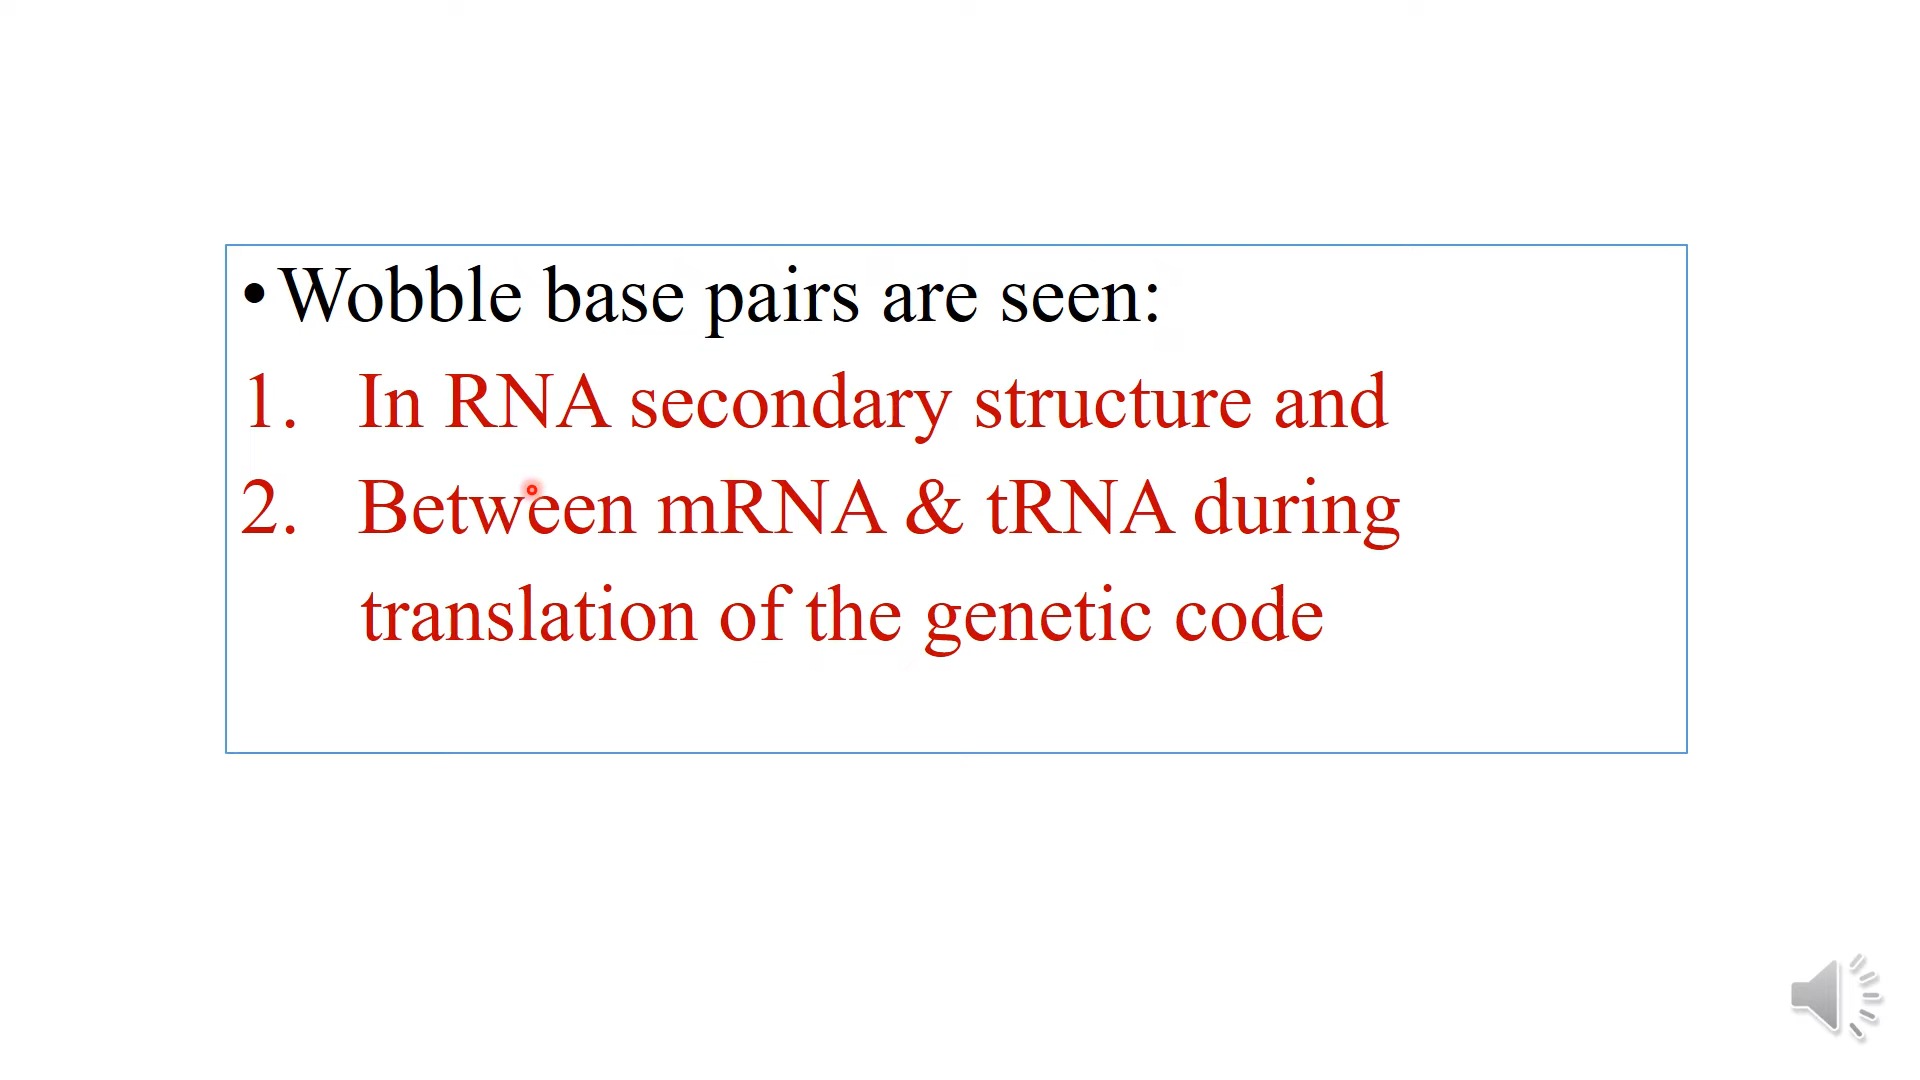 •Wobble base pairs are seen:
1. In RNA secondary structure and
2. Between mRNA & tRNA during
translation of the genetic code